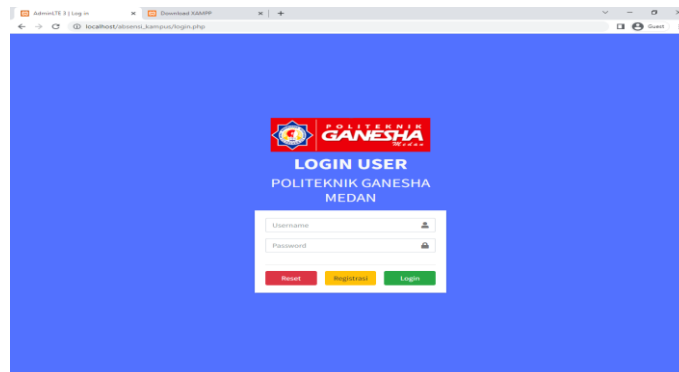 AdminLTE 3 | Log in
Download XAMPP
localhost/absensi_kampus/login.php
Guest
POLITEKNIK
GANESHA
Medan
LOGIN USER
POLITEKNIK GANESHA
MEDAN
Username
Password
Reset Registrasi Login